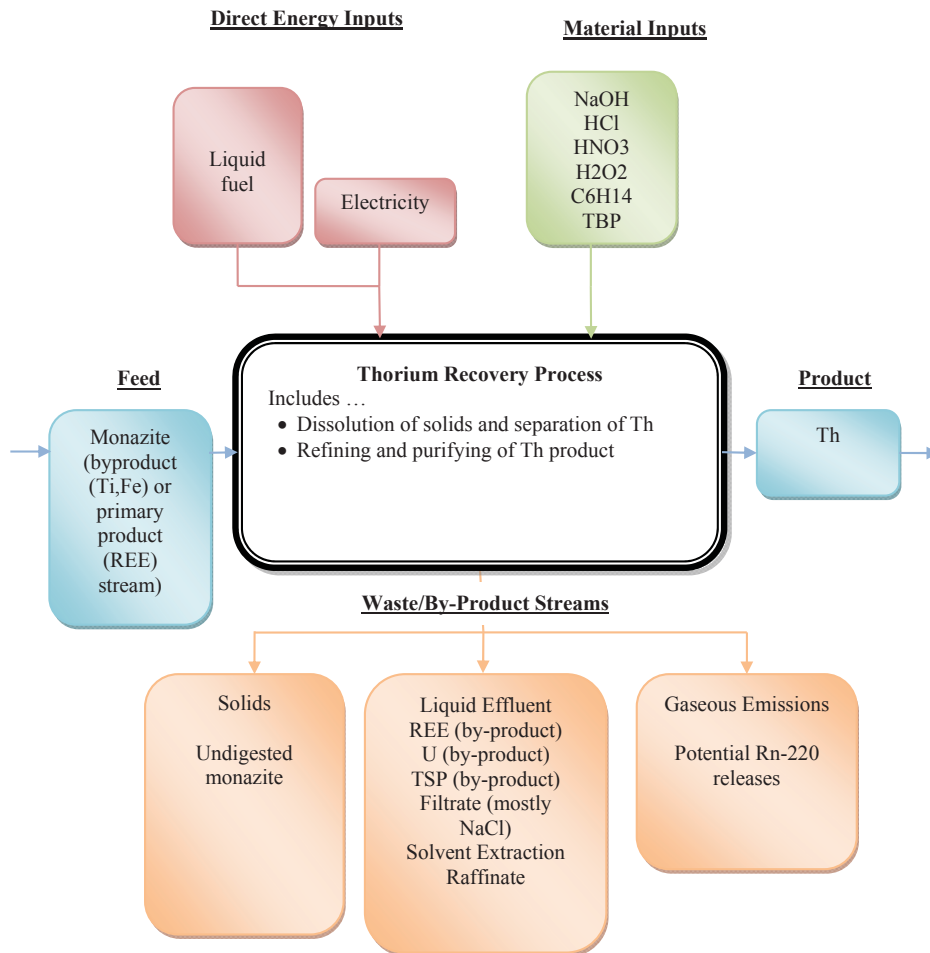 Direct Energy Inputs
Material Inputs
Liquid
fuel
Electricity
NaOH
HCl
HNO3
H2O2
C6H14
TBP
Feed
Monazite
(byproduct
(Ti,Fe) or
primary
product
(REE)
stream)
Thorium Recovery Process
Includes …
• Dissolution of solids and separation of Th
• Refining and purifying of Th product
Product
Th
Waste/By-Product Streams
Solids
Undigested
monazite
Liquid Effluent
REE (by-product)
U (by-product)
TSP (by-product)
Filtrate (mostly
NaCl)
Solvent Extraction
Raffinate
Gaseous Emissions
Potential Rn-220
releases